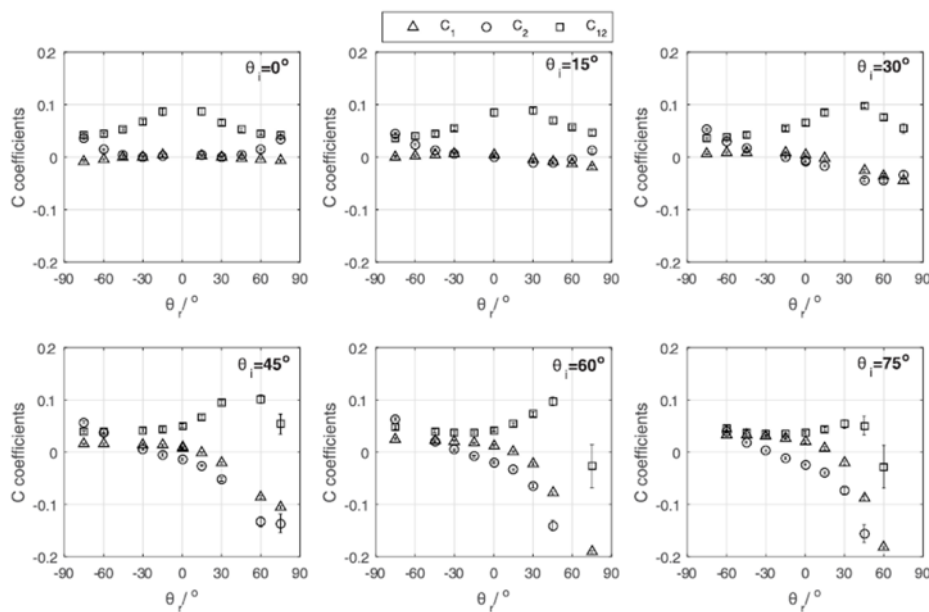 C₁ C₂ C₁₂
θᵢ=0° θᵢ=15° θᵢ=30°
0.2 0.2 0.2
0.1 0.1 0.1
0 0 0
-0.1 -0.1 -0.1
-0.2 -0.2 -0.2
C coefficients C coefficients C coefficients
-90 -60 -30 0 30 60 90 -90 -60 -30 0 30 60 90 -90 -60 -30 0 30 60 90
θᵣ/ ° θᵣ/ ° θᵣ/ °
θᵢ=45° θᵢ=60° θᵢ=75°
0.2 0.2 0.2
0.1 0.1 0.1
0 0 0
-0.1 -0.1 -0.1
-0.2 -0.2 -0.2
C coefficients C coefficients C coefficients
-90 -60 -30 0 30 60 90 -90 -60 -30 0 30 60 90 -90 -60 -30 0 30 60 90
θᵣ/ ° θᵣ/ ° θᵣ/ °